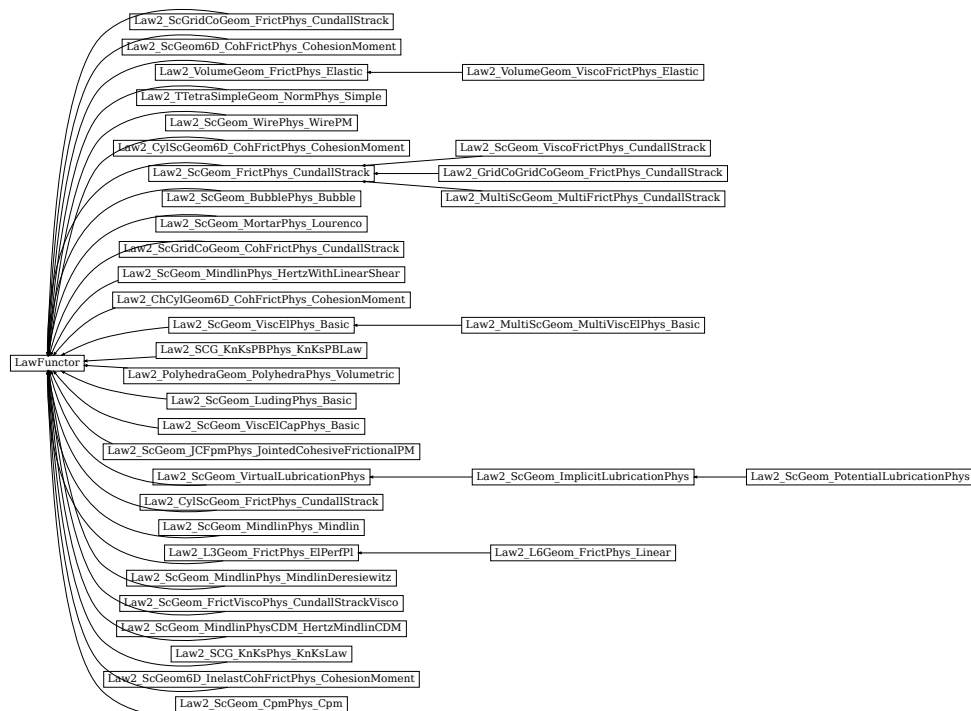 Law2_ScGridCoGeom_FrictPhys_CundallStrack
Law2_ScGeom6D_CohFrictPhys_CohesionMoment
Law2_VolumeGeom_FrictPhys_Elastic
Law2_VolumeGeom_ViscoFrictPhys_Elastic
Law2_TTetraSimpleGeom_NormPhys_Simple
Law2_ScGeom_WirePhys_WirePM
Law2_CylScGeom6D_CohFrictPhys_CohesionMoment
Law2_ScGeom_ViscoFrictPhys_CundallStrack
Law2_ScGeom_FrictPhys_CundallStrack
Law2_GridCoGridCoGeom_FrictPhys_CundallStrack
Law2_ScGeom_BubblePhys_Bubble
Law2_MultiScGeom_MultiFrictPhys_CundallStrack
Law2_ScGeom_MortarPhys_Lourenco
Law2_ScGridCoGeom_CohFrictPhys_CundallStrack
Law2_ScGeom_MindlinPhys_HertzWithLinearShear
Law2_ChCylGeom6D_CohFrictPhys_CohesionMoment
Law2_ScGeom_ViscElPhys_Basic
Law2_MultiScGeom_MultiViscElPhys_Basic
Law2_SCG_KnKsPBPhys_KnKsPBLaw
LawFunctor
Law2_PolyhedraGeom_PolyhedraPhys_Volumetric
Law2_ScGeom_LudingPhys_Basic
Law2_ScGeom_ViscElCapPhys_Basic
Law2_ScGeom_JCFpmPhys_JointedCohesiveFrictionalPM
Law2_ScGeom_VirtualLubricationPhys
Law2_ScGeom_ImplicitLubricationPhys
Law2_ScGeom_PotentialLubricationPhys
Law2_CylScGeom_FrictPhys_CundallStrack
Law2_ScGeom_MindlinPhys_Mindlin
Law2_L3Geom_FrictPhys_ElPerfPl
Law2_L6Geom_FrictPhys_Linear
Law2_ScGeom_MindlinPhys_MindlinDeresiewitz
Law2_ScGeom_FrictViscoPhys_CundallStrackVisco
Law2_ScGeom_MindlinPhysCDM_HertzMindlinCDM
Law2_SCG_KnKsPhys_KnKsLaw
Law2_ScGeom6D_InelastCohFrictPhys_CohesionMoment
Law2_ScGeom_CpmPhys_Cpm